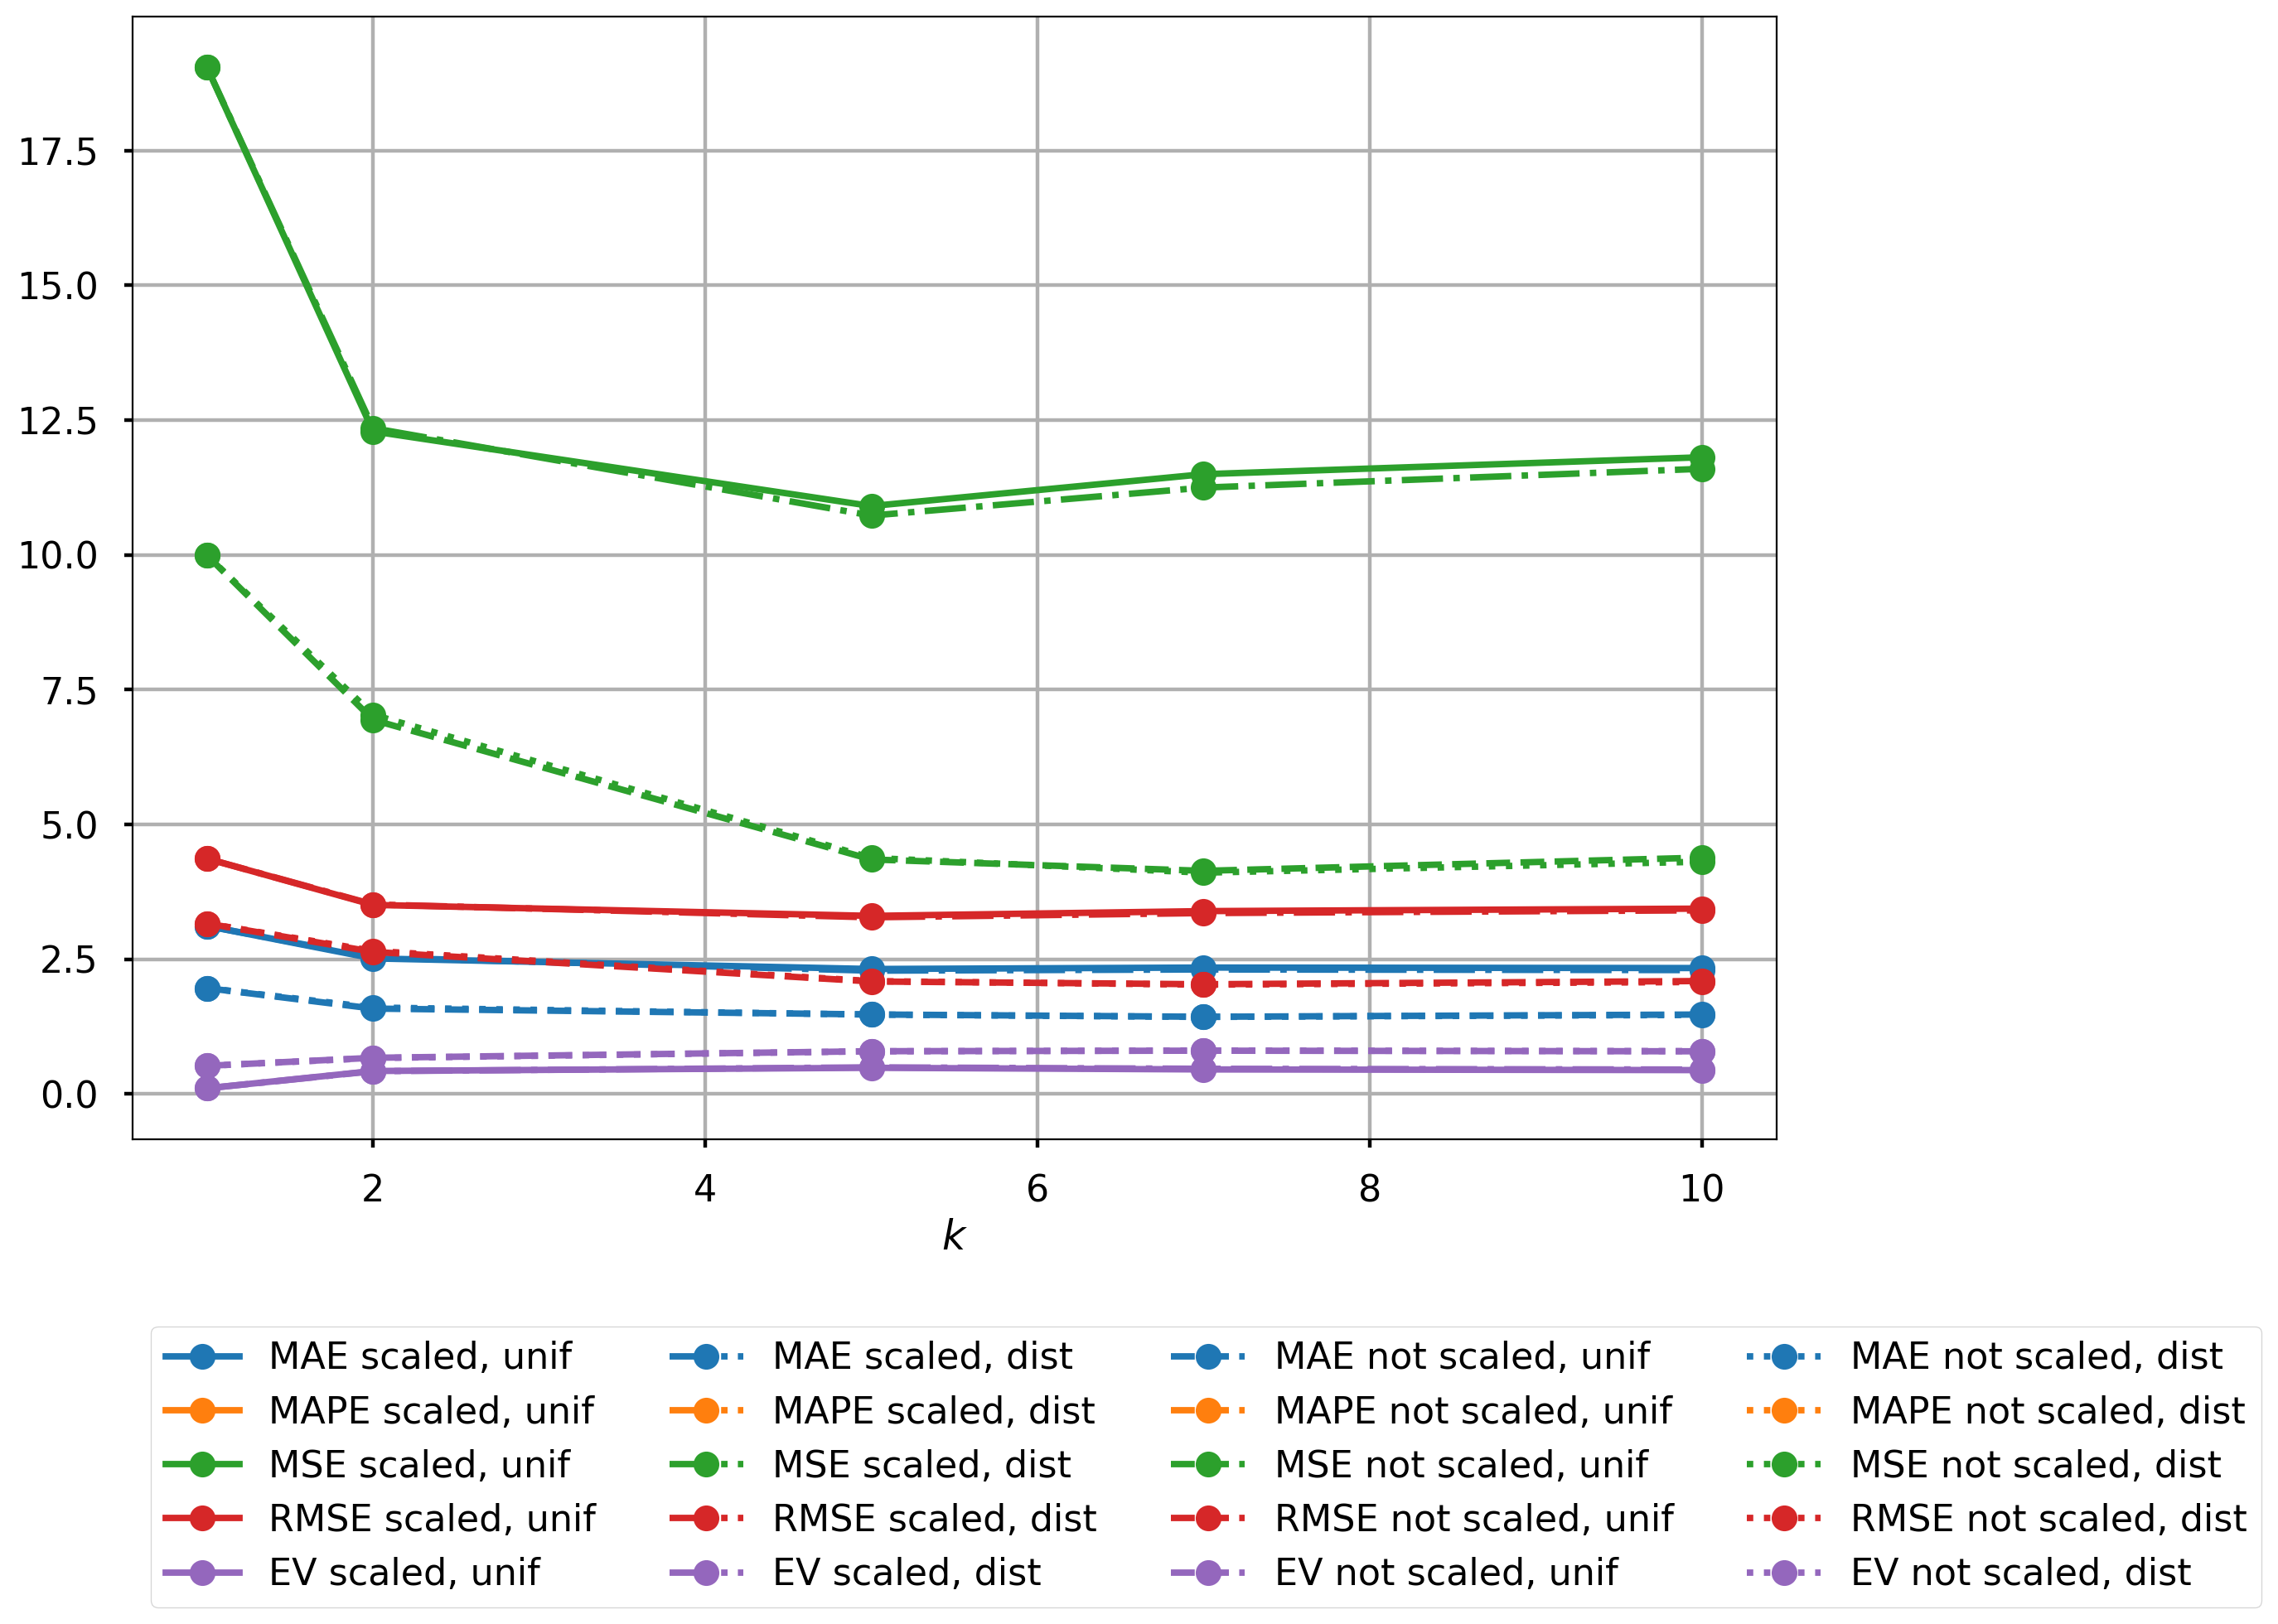 17.5
15.0
12.5
10.0
7.5
5.0
2.5
0.0
2 4 6 8 10
k
MAE scaled, unif MAE scaled, dist MAE not scaled, unif MAE not scaled, dist
MAPE scaled, unif MAPE scaled, dist MAPE not scaled, unif MAPE not scaled, dist
MSE scaled, unif MSE scaled, dist MSE not scaled, unif MSE not scaled, dist
RMSE scaled, unif RMSE scaled, dist RMSE not scaled, unif RMSE not scaled, dist
EV scaled, unif EV scaled, dist EV not scaled, unif EV not scaled, dist